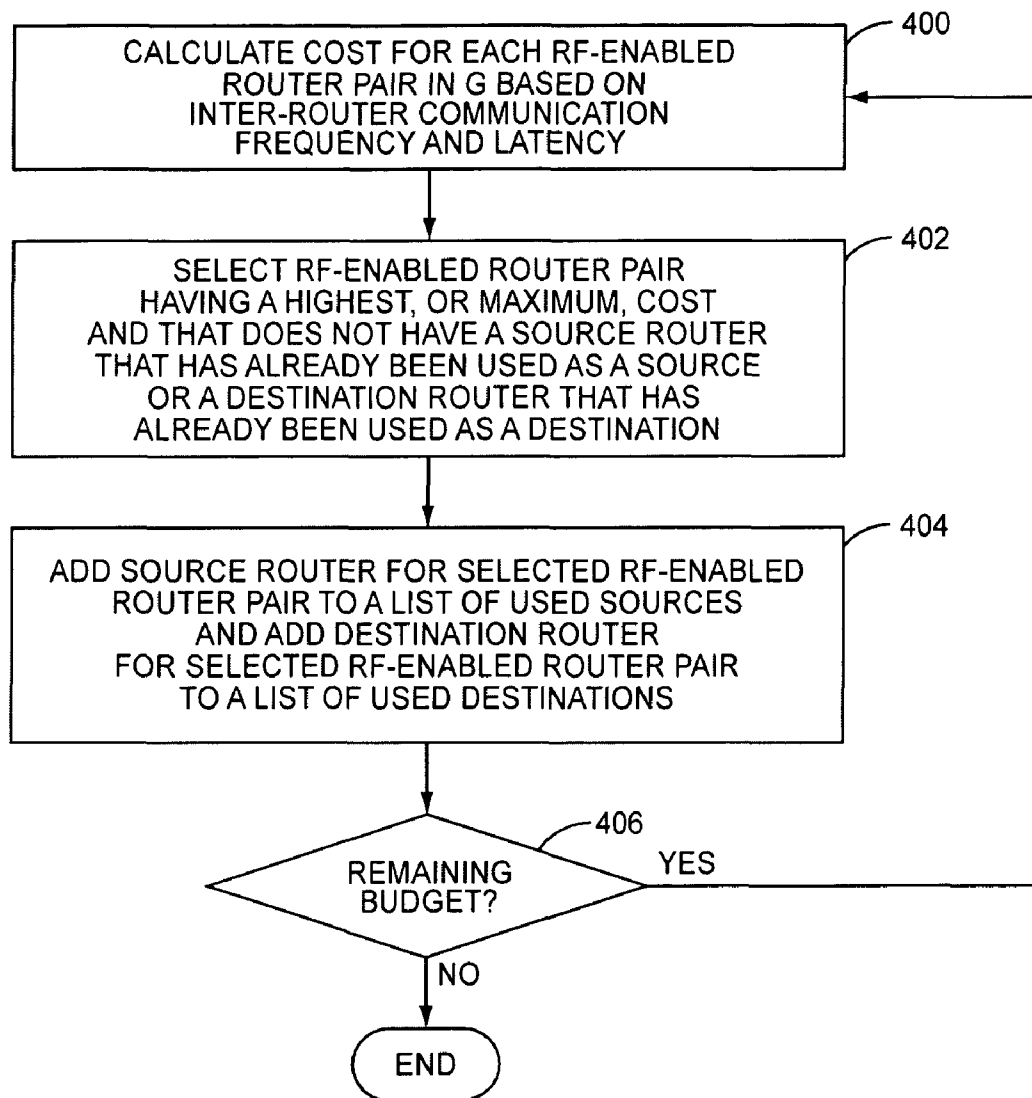 400
CALCULATE COST FOR EACH RF-ENABLED
ROUTER PAIR IN G BASED ON
INTER-ROUTER COMMUNICATION
FREQUENCY AND LATENCY
402
SELECT RF-ENABLED ROUTER PAIR
HAVING A HIGHEST, OR MAXIMUM, COST
AND THAT DOES NOT HAVE A SOURCE ROUTER
THAT HAS ALREADY BEEN USED AS A SOURCE
OR A DESTINATION ROUTER THAT HAS
ALREADY BEEN USED AS A DESTINATION
404
ADD SOURCE ROUTER FOR SELECTED RF-ENABLED
ROUTER PAIR TO A LIST OF USED SOURCES
AND ADD DESTINATION ROUTER
FOR SELECTED RF-ENABLED ROUTER PAIR
TO A LIST OF USED DESTINATIONS
406
REMAINING
BUDGET?
YES
NO
END